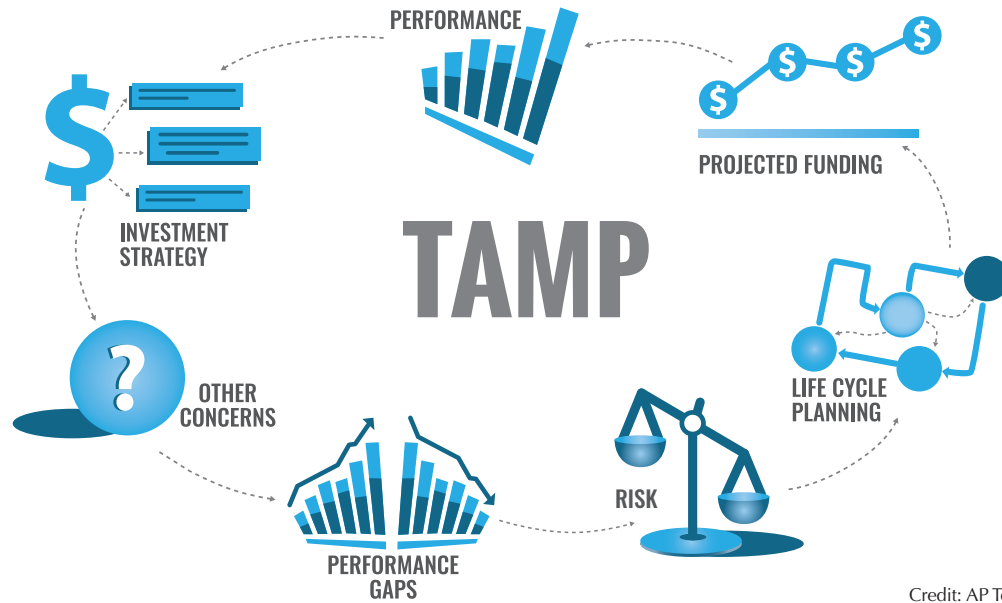 PERFORMANCE
PROJECTED FUNDING
INVESTMENT
STRATEGY
TAMP
OTHER
CONCERNS
LIFE CYCLE
PLANNING
RISK
PERFORMANCE
GAPS
Credit: AP